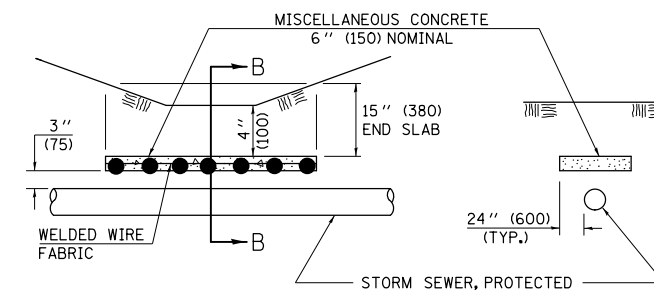 MISCELLANEOUS CONCRETE
6'' (150) NOMINAL
B
3''
(75)
4''
(100)
15'' (380)
END SLAB
24'' (600)
(TYP.)
WELDED WIRE
FABRIC
B
STORM SEWER, PROTECTED